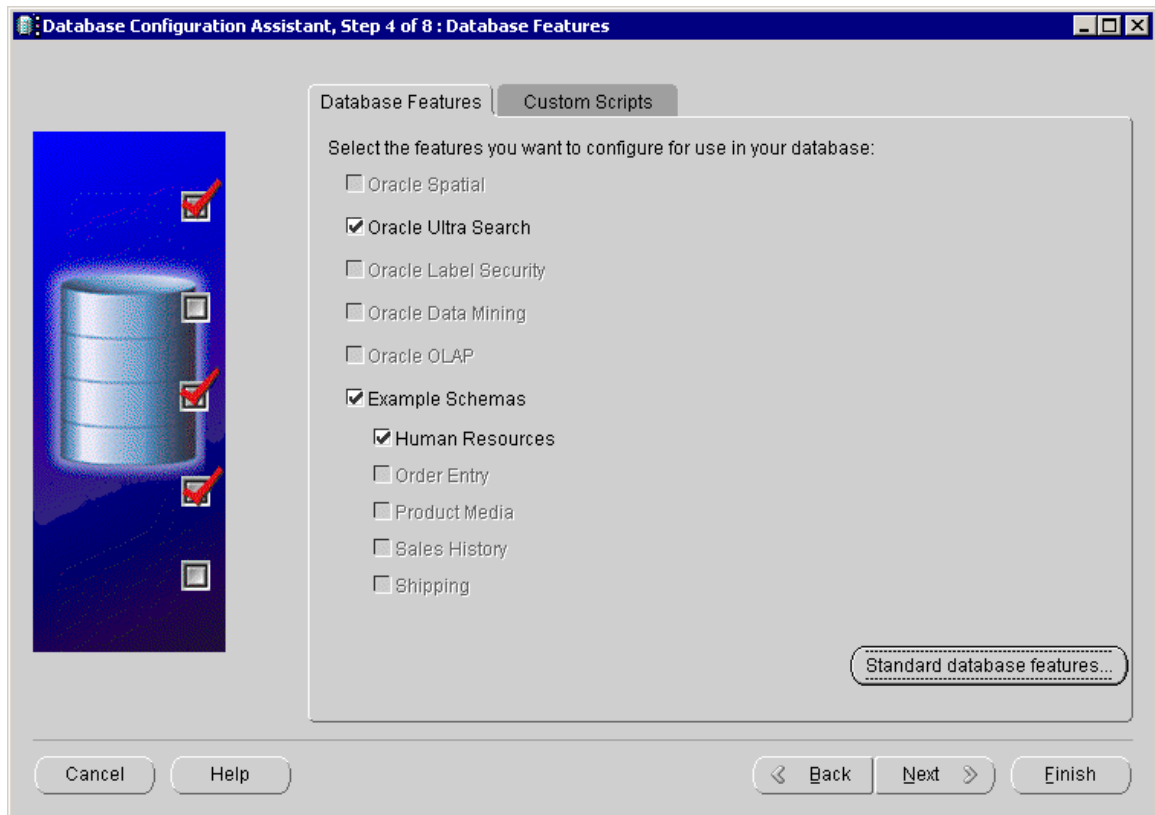 Database Configuration Assistant, Step 4 of 8 : Database Features
Database Features
Custom Scripts
Select the features you want to configure for use in your database:
Oracle Spatial
Oracle Ultra Search
Oracle Label Security
Oracle Data Mining
Oracle OLAP
Example Schemas
Human Resources
Order Entry
Product Media
Sales History
Shipping
Standard database features...
Cancel
Help
Back
Next
Finish